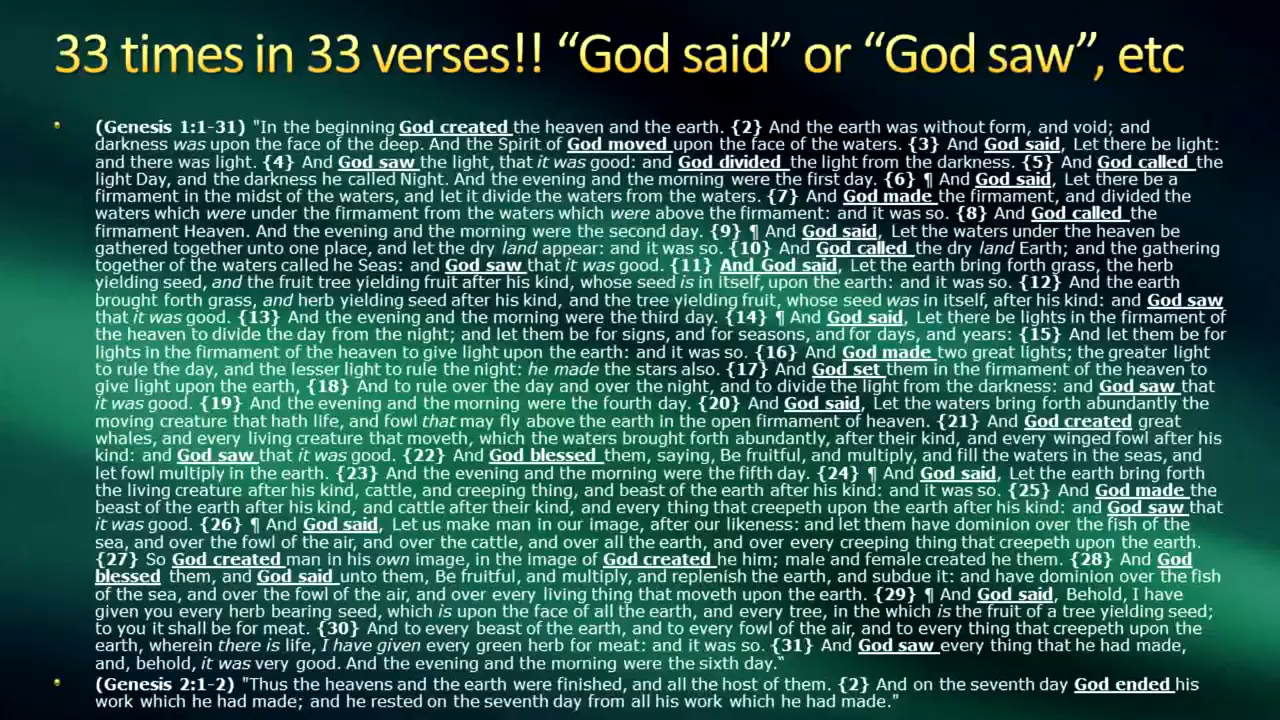 33 times in 33 verses!! “God said” or “God saw”, etc
(Genesis 1:1-31) "In the beginning God created the heaven and the earth. {2} And the earth was without form, and void; and
darkness was upon the face of the deep. And the Spirit of God moved upon the face of the waters. {3} And God said, Let there be light:
and there was light. {4} And God saw the light, that it was good: and God divided the light from the darkness. {5} And God called the
light Day, and the darkness he called Night. And the evening and the morning were the first day. {6} ¶ And God said, Let there be a
firmament in the midst of the waters, and let it divide the waters from the waters. {7} And God made the firmament, and divided the
waters which were under the firmament from the waters which were above the firmament: and it was so. {8} And God called the
firmament Heaven. And the evening and the morning were the second day. {9} ¶ And God said, Let the waters under the heaven be
gathered together unto one place, and let the dry land appear: and it was so. {10} And God called the dry land Earth; and the gathering
together of the waters called he Seas: and God saw that it was good. {11} And God said, Let the earth bring forth grass, the herb
yielding seed, and the fruit tree yielding fruit after his kind, whose seed is in itself, upon the earth: and it was so. {12} And the earth
brought forth grass, and herb yielding seed after his kind, and the tree yielding fruit, whose seed was in itself, after his kind: and God saw
that it was good. {13} And the evening and the morning were the third day. {14} ¶ And God said, Let there be lights in the firmament of
the heaven to divide the day from the night; and let them be for signs, and for seasons, and for days, and years: {15} And let them be for
lights in the firmament of the heaven to give light upon the earth: and it was so. {16} And God made two great lights; the greater light
to rule the day, and the lesser light to rule the night: he made the stars also. {17} And God set them in the firmament of the heaven to
give light upon the earth, {18} And to rule over the day and over the night, and to divide the light from the darkness: and God saw that
it was good. {19} And the evening and the morning were the fourth day. {20} And God said, Let the waters bring forth abundantly the
moving creature that hath life, and fowl that may fly above the earth in the open firmament of heaven. {21} And God created great
whales, and every living creature that moveth, which the waters brought forth abundantly, after their kind, and every winged fowl after his
kind: and God saw that it was good. {22} And God blessed them, saying, Be fruitful, and multiply, and fill the waters in the seas, and
let fowl multiply in the earth. {23} And the evening and the morning were the fifth day. {24} ¶ And God said, Let the earth bring forth
the living creature after his kind, cattle, and creeping thing, and beast of the earth after his kind: and it was so. {25} And God made the
beast of the earth after his kind, and cattle after their kind, and every thing that creepeth upon the earth after his kind: and God saw that
it was good. {26} ¶ And God said, Let us make man in our image, after our likeness: and let them have dominion over the fish of the
sea, and over the fowl of the air, and over the cattle, and over all the earth, and over every creeping thing that creepeth upon the earth.
{27} So God created man in his own image, in the image of God created he him; male and female created he them. {28} And God
blessed them, and God said unto them, Be fruitful, and multiply, and replenish the earth, and subdue it: and have dominion over the fish
of the sea, and over the fowl of the air, and over every living thing that moveth upon the earth. {29} ¶ And God said, Behold, I have
given you every herb bearing seed, which is upon the face of all the earth, and every tree, in the which is the fruit of a tree yielding seed;
to you it shall be for meat. {30} And to every beast of the earth, and to every fowl of the air, and to every thing that creepeth upon the
earth, wherein there is life, I have given every green herb for meat: and it was so. {31} And God saw every thing that he had made,
and, behold, it was very good. And the evening and the morning were the sixth day.“
(Genesis 2:1-2) "Thus the heavens and the earth were finished, and all the host of them. {2} And on the seventh day God ended his
work which he had made; and he rested on the seventh day from all his work which he had made."